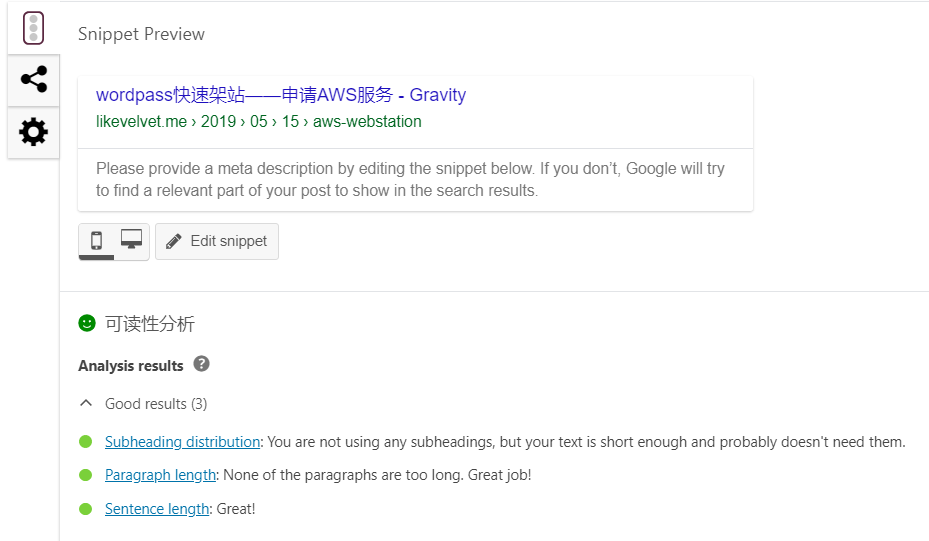 Snippet Preview
wordpass快速架站——申请AWS服务 - Gravity
likevelvet.me › 2019 › 05 › 15 › aws-webstation
Please provide a meta description by editing the snippet below. If you don’t, Google will try
to find a relevant part of your post to show in the search results.
Edit snippet
可读性分析
Analysis results ?
Good results (3)
Subheading distribution: You are not using any subheadings, but your text is short enough and probably doesn't need them.
Paragraph length: None of the paragraphs are too long. Great job!
Sentence length: Great!